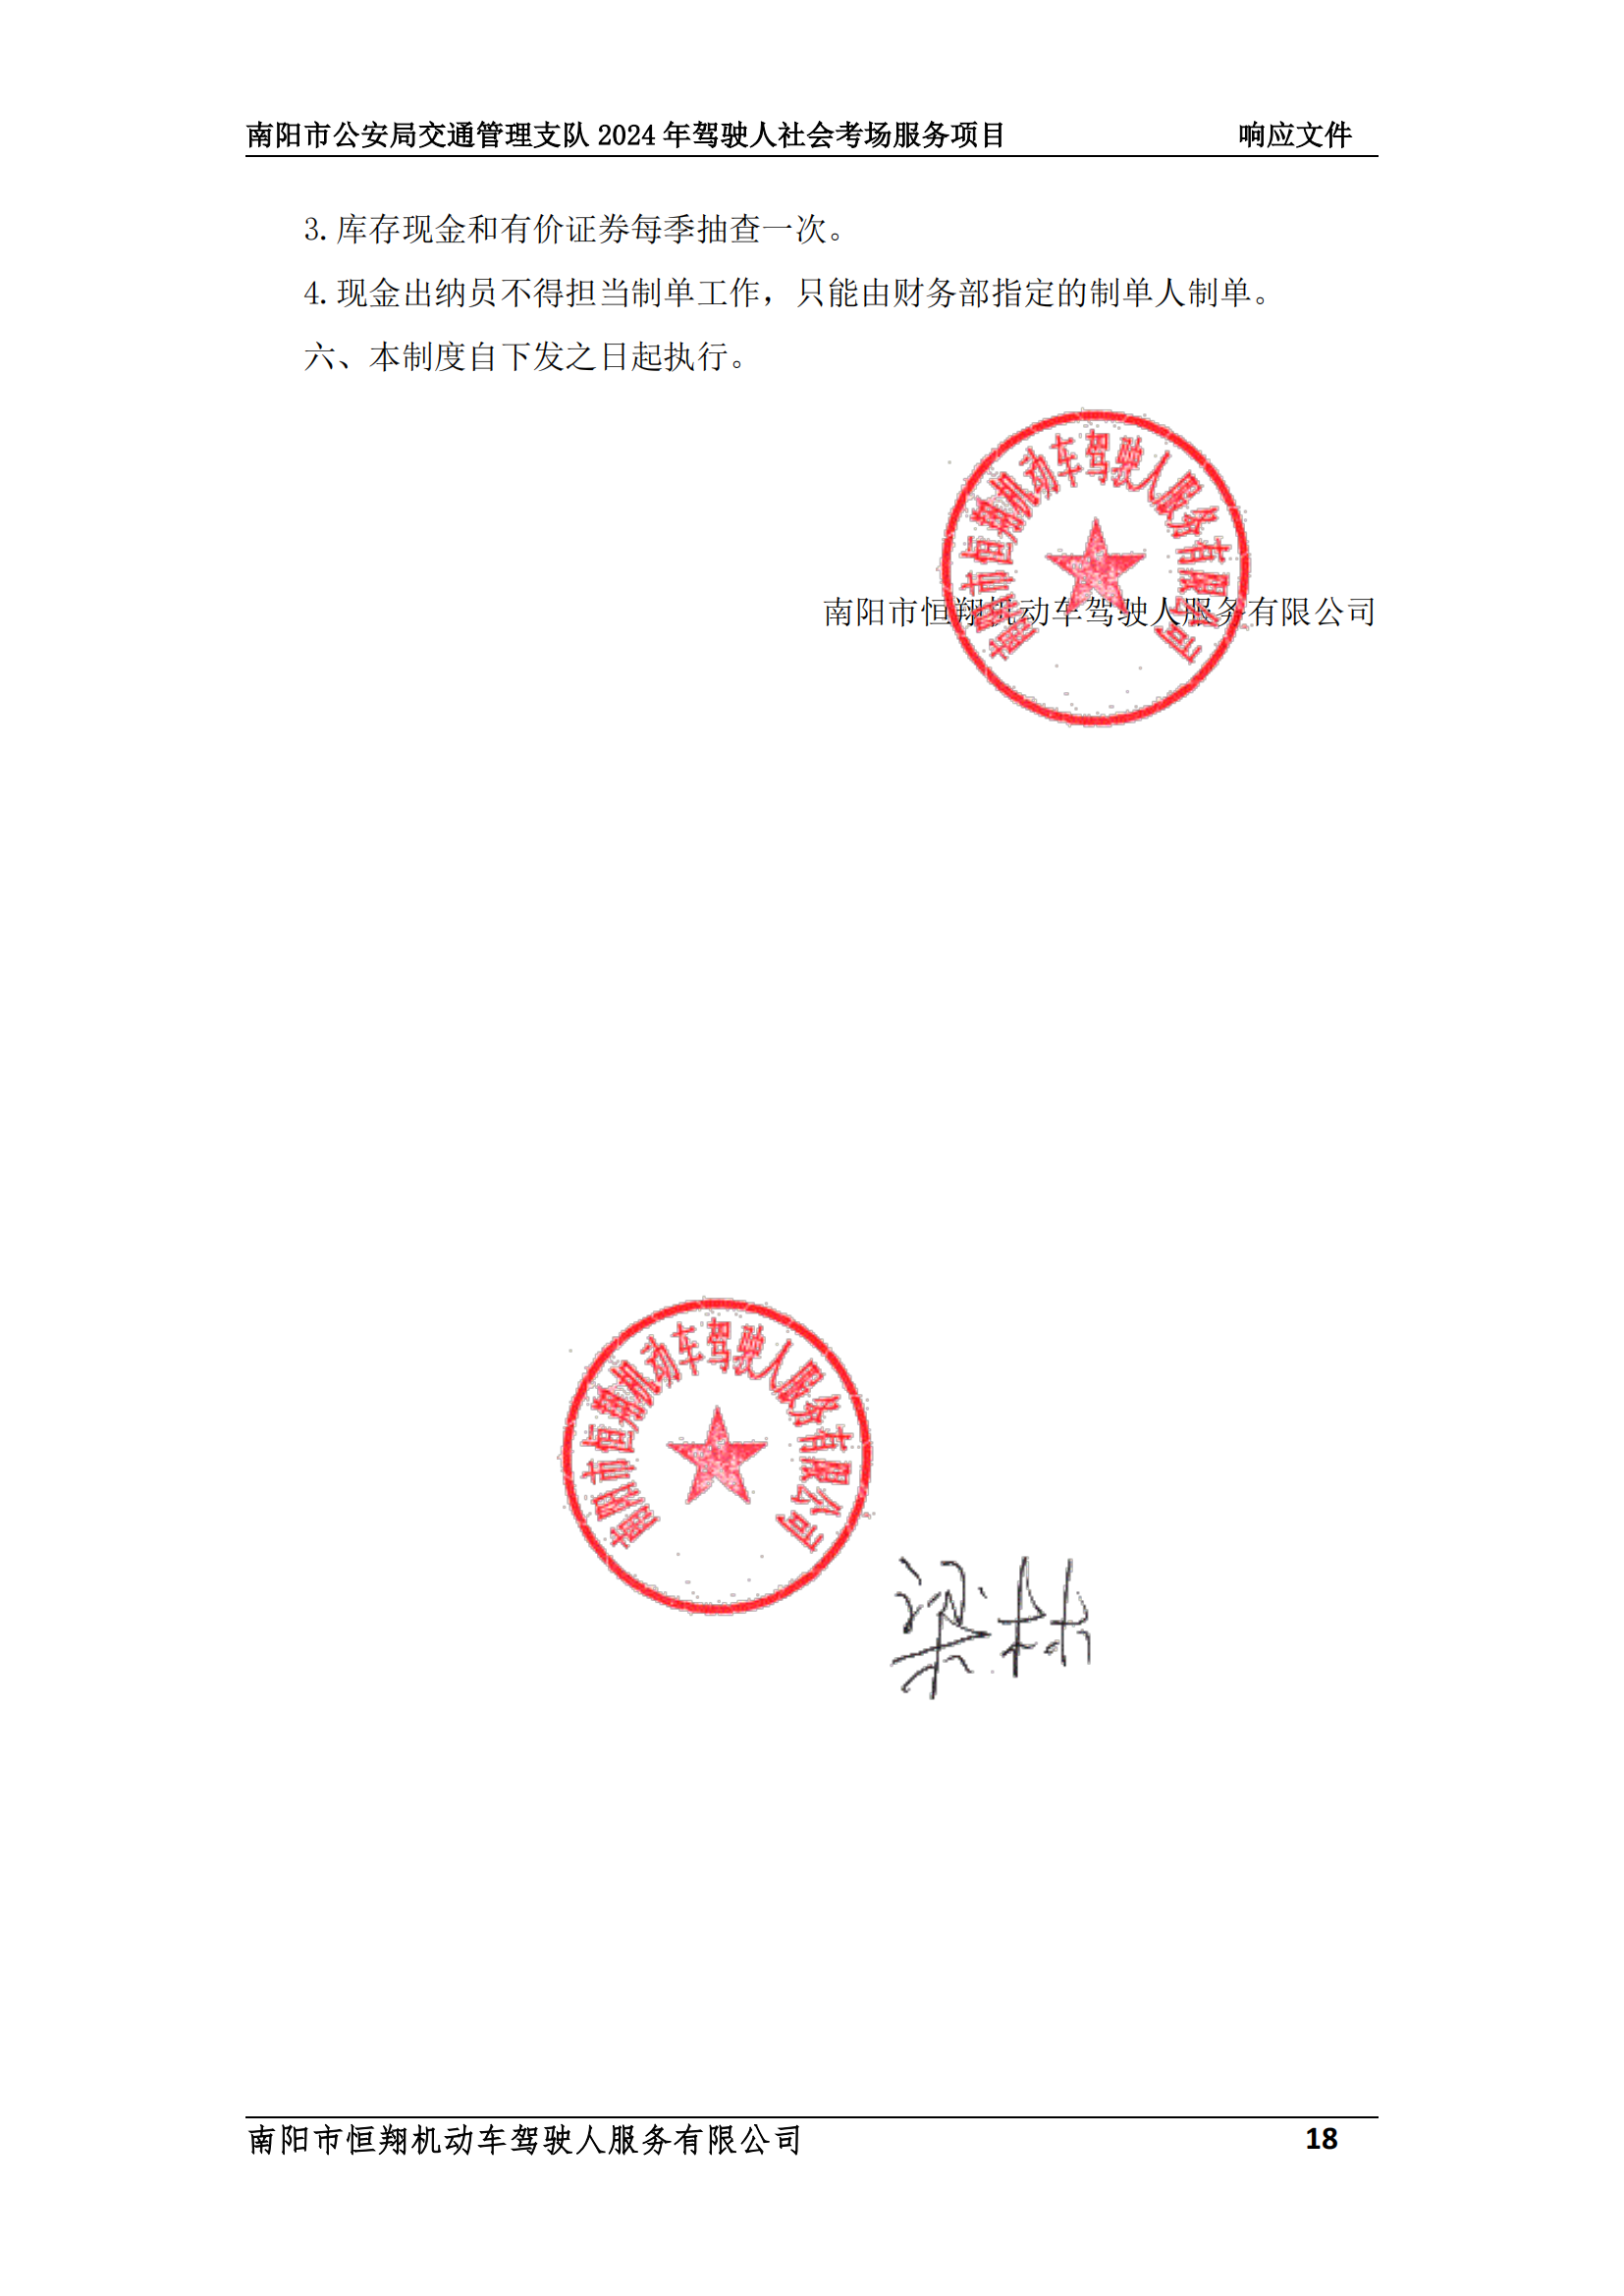 南阳市公安局交通管理支队 2024 年驾驶人社会考场服务项目 响应文件
3.库存现金和有价证券每季抽查一次。
4.现金出纳员不得担当制单工作，只能由财务部指定的制单人制单。
六、本制度自下发之日起执行。
南阳市恒翔机动车驾驶人服务有限公司
南阳市恒翔机动车驾驶人服务有限公司
南阳市恒翔机动车驾驶人服务有限公司
梁林
南阳市恒翔机动车驾驶人服务有限公司 18